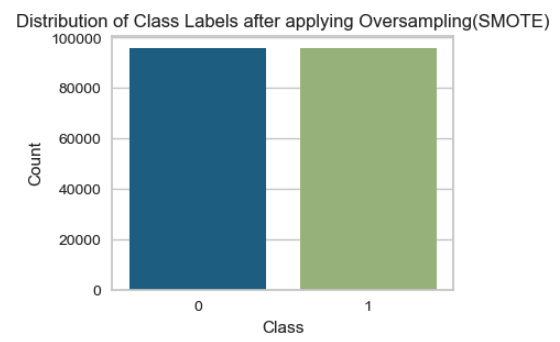 Distribution of Class Labels after applying Oversampling(SMOTE)
100000
80000
60000
40000
20000
0
Count
0 1
Class